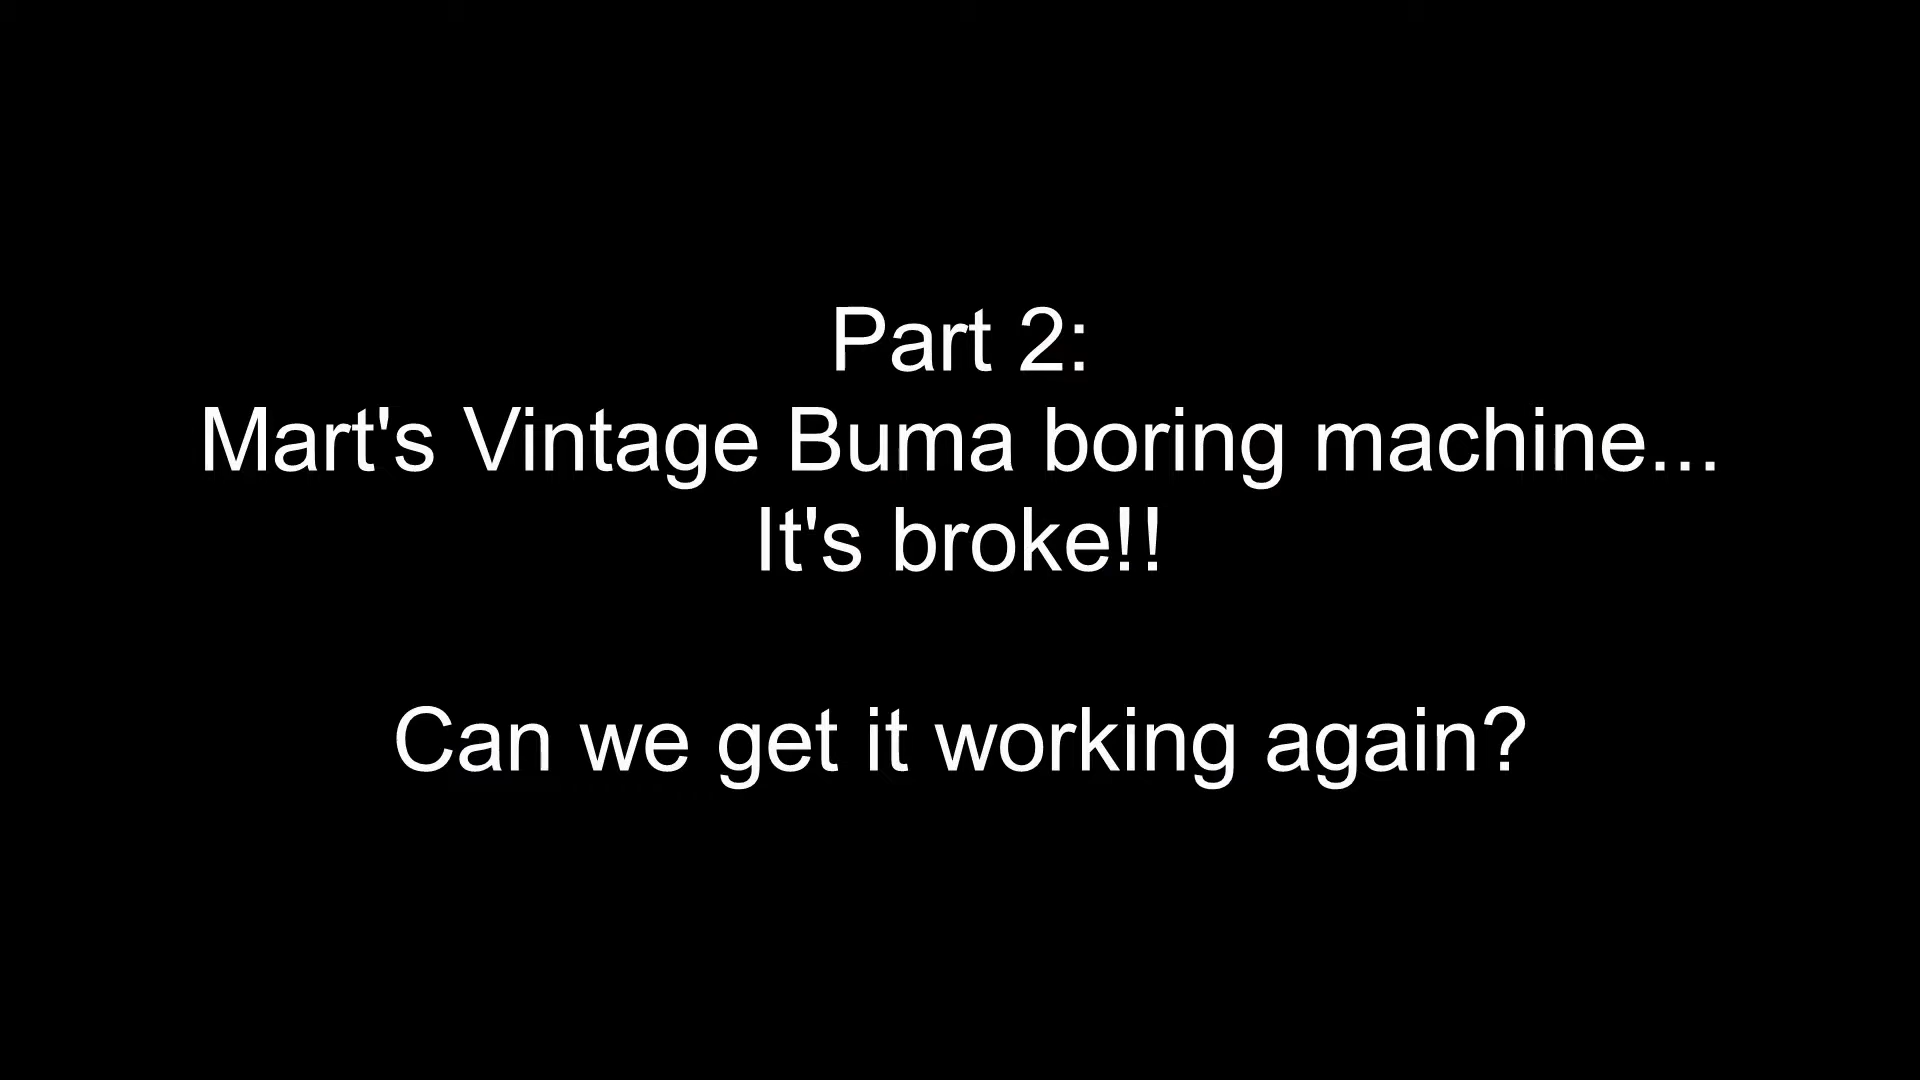 Part 2:
Mart's Vintage Buma boring machine...
It's broke!!
Can we get it working again?